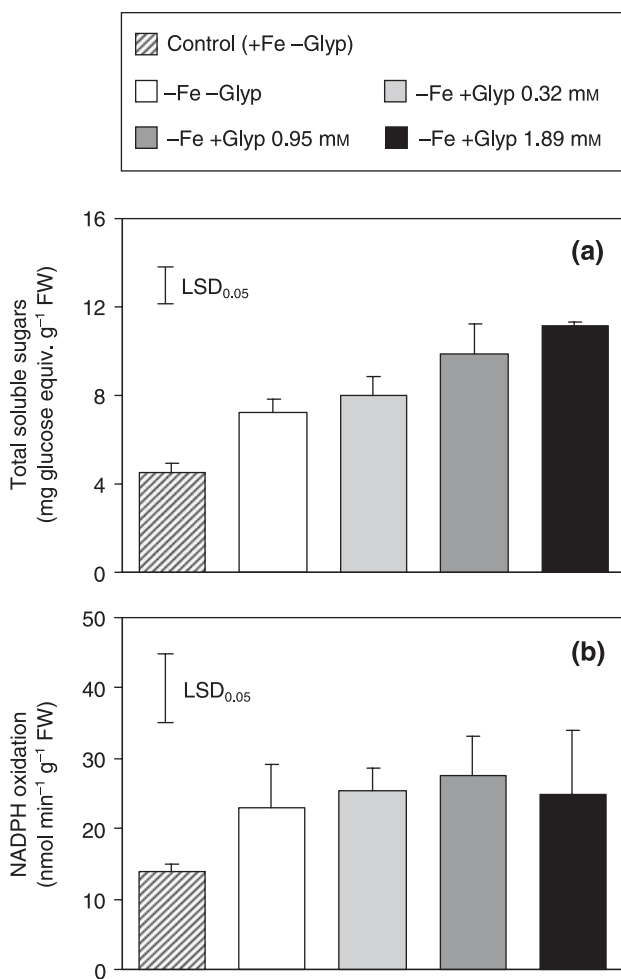 Control (+Fe –Glyp)
–Fe –Glyp
–Fe +Glyp 0.32 mM
–Fe +Glyp 0.95 mM
–Fe +Glyp 1.89 mM
Total soluble sugars
(mg glucose equiv. g⁻¹ FW)
16
12
8
4
0
LSD₀.₀₅
(a)
NADPH oxidation
(nmol min⁻¹ g⁻¹ FW)
50
40
30
20
10
0
LSD₀.₀₅
(b)